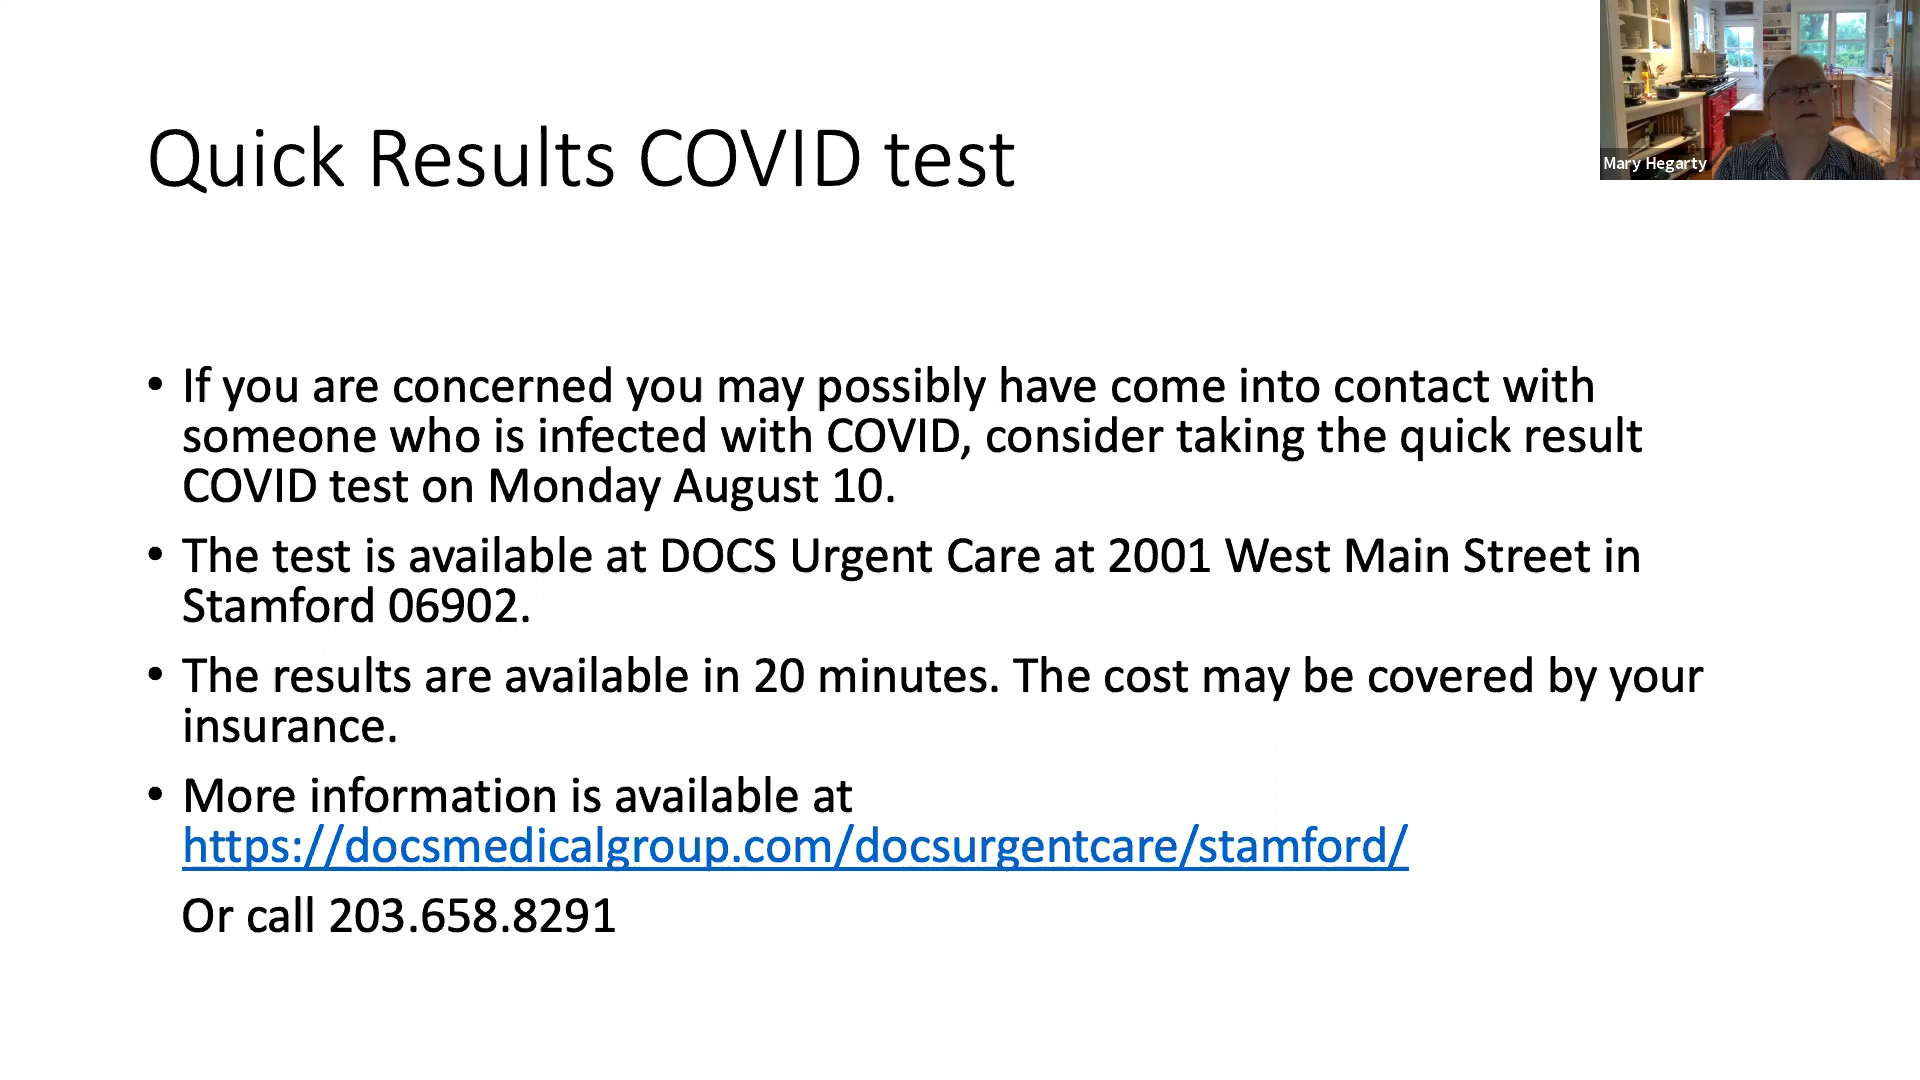 Quick Results COVID test
Mary Hegarty
• If you are concerned you may possibly have come into contact with
someone who is infected with COVID, consider taking the quick result
COVID test on Monday August 10.
• The test is available at DOCS Urgent Care at 2001 West Main Street in
Stamford 06902.
• The results are available in 20 minutes. The cost may be covered by your
insurance.
• More information is available at
https://docsmedicalgroup.com/docsurgentcare/stamford/
Or call 203.658.8291